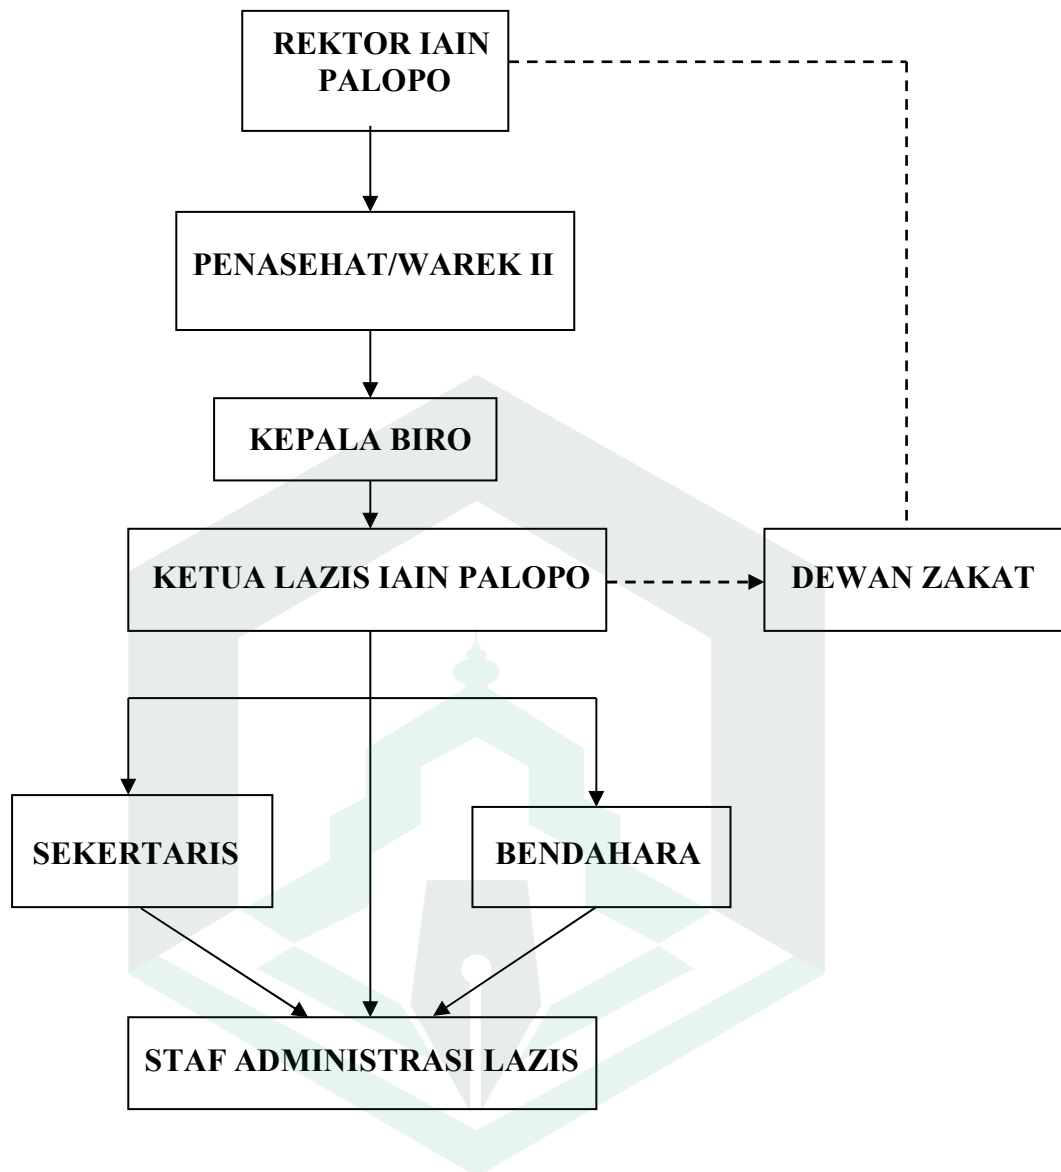 REKTOR IAIN
PALOPO
PENASEHAT/WAREK II
KEPALA BIRO
KETUA LAZIS IAIN PALOPO
DEWAN ZAKAT
SEKERTARIS
BENDAHARA
STAF ADMINISTRASI LAZIS